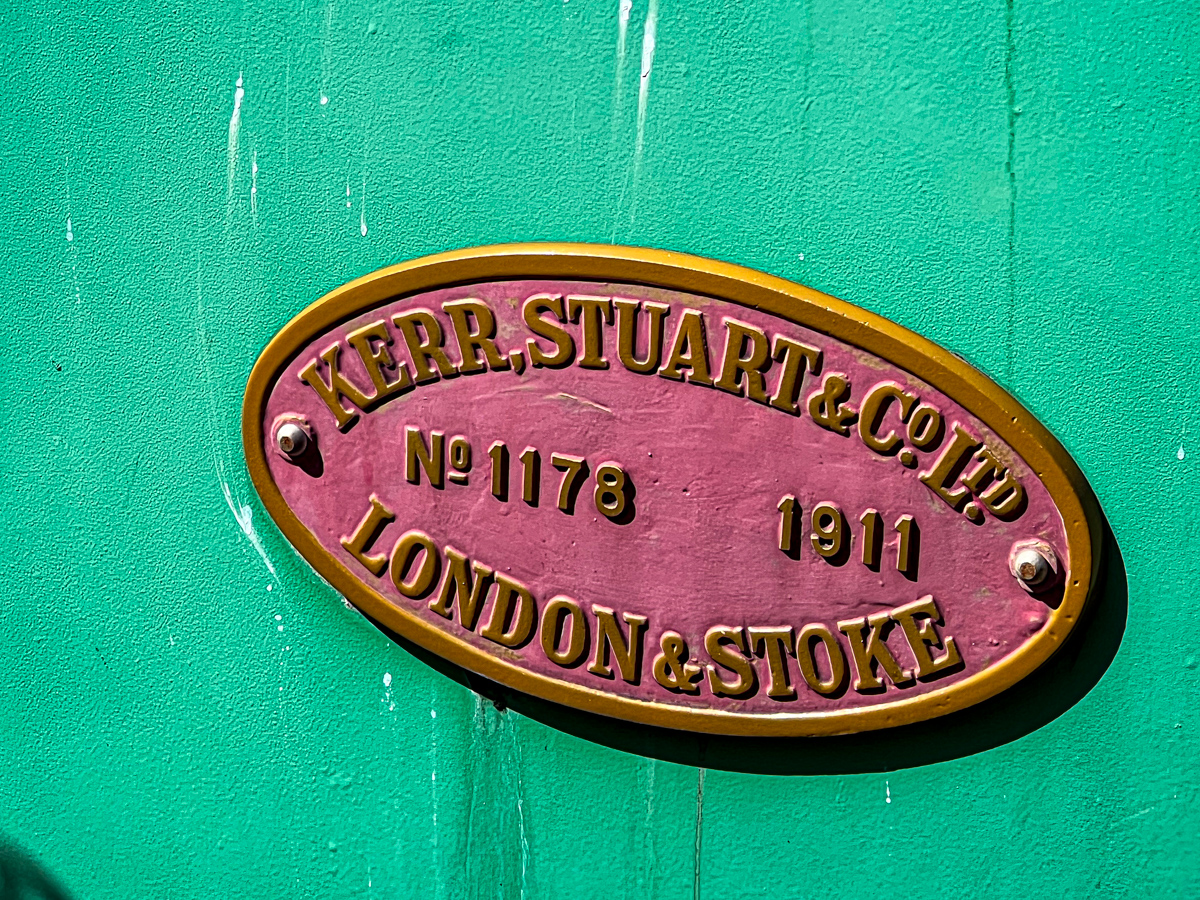 KERR, STUART & Cº. LTD.
Nº 1178 1911
LONDON & STOKE